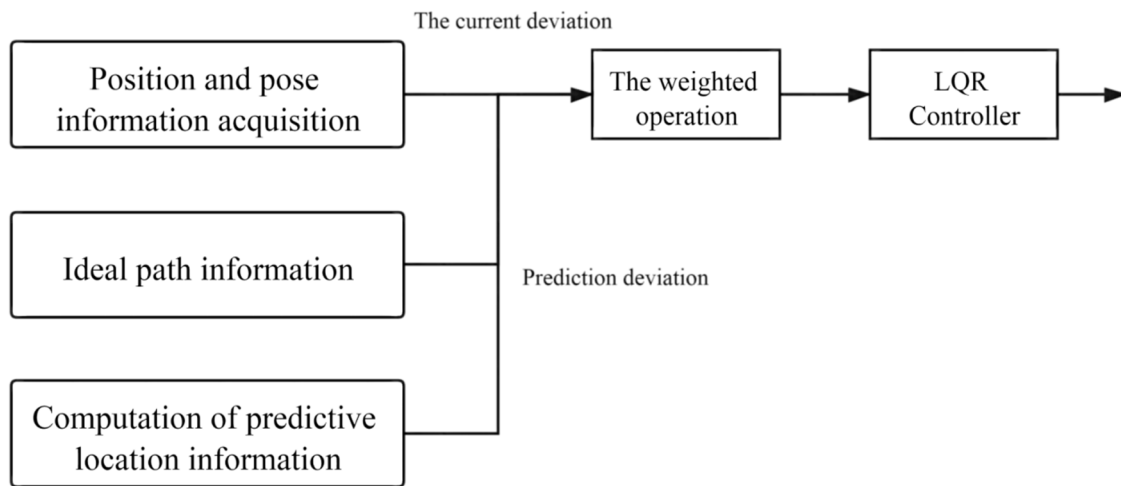 The current deviation
Position and pose
information acquisition
The weighted
operation
LQR
Controller
Ideal path information
Prediction deviation
Computation of predictive
location information